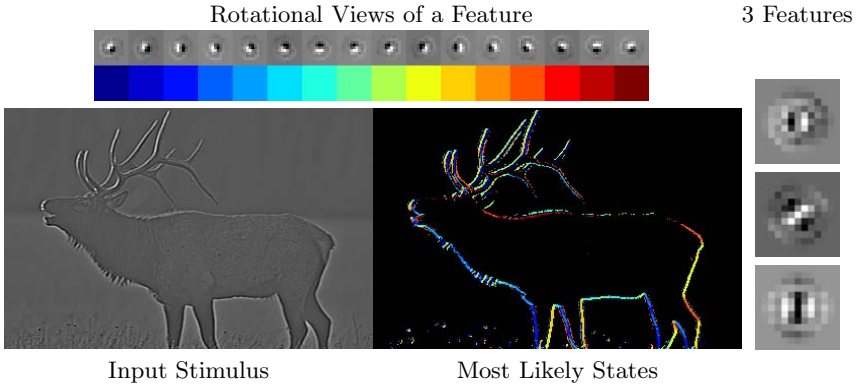 Rotational Views of a Feature
3 Features
Input Stimulus
Most Likely States